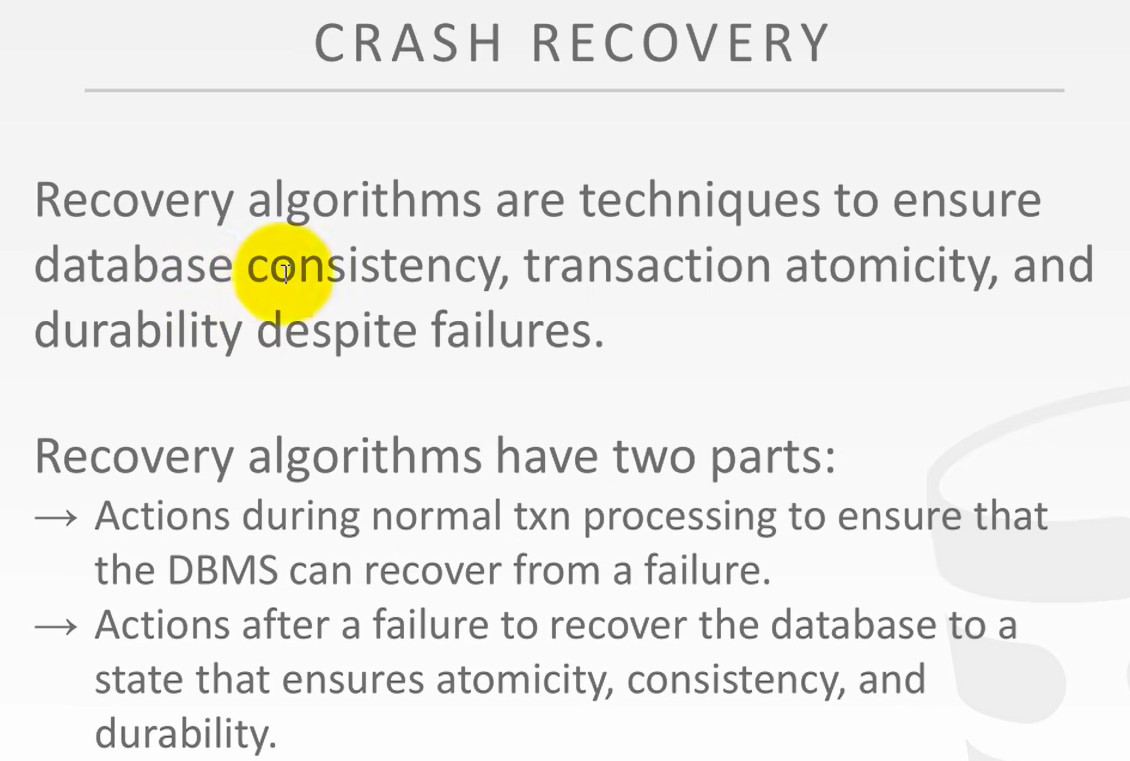 CRASH RECOVERY
Recovery algorithms are techniques to ensure
database consistency, transaction atomicity, and
durability despite failures.
Recovery algorithms have two parts:
→ Actions during normal txn processing to ensure that
the DBMS can recover from a failure.
→ Actions after a failure to recover the database to a
state that ensures atomicity, consistency, and
durability.